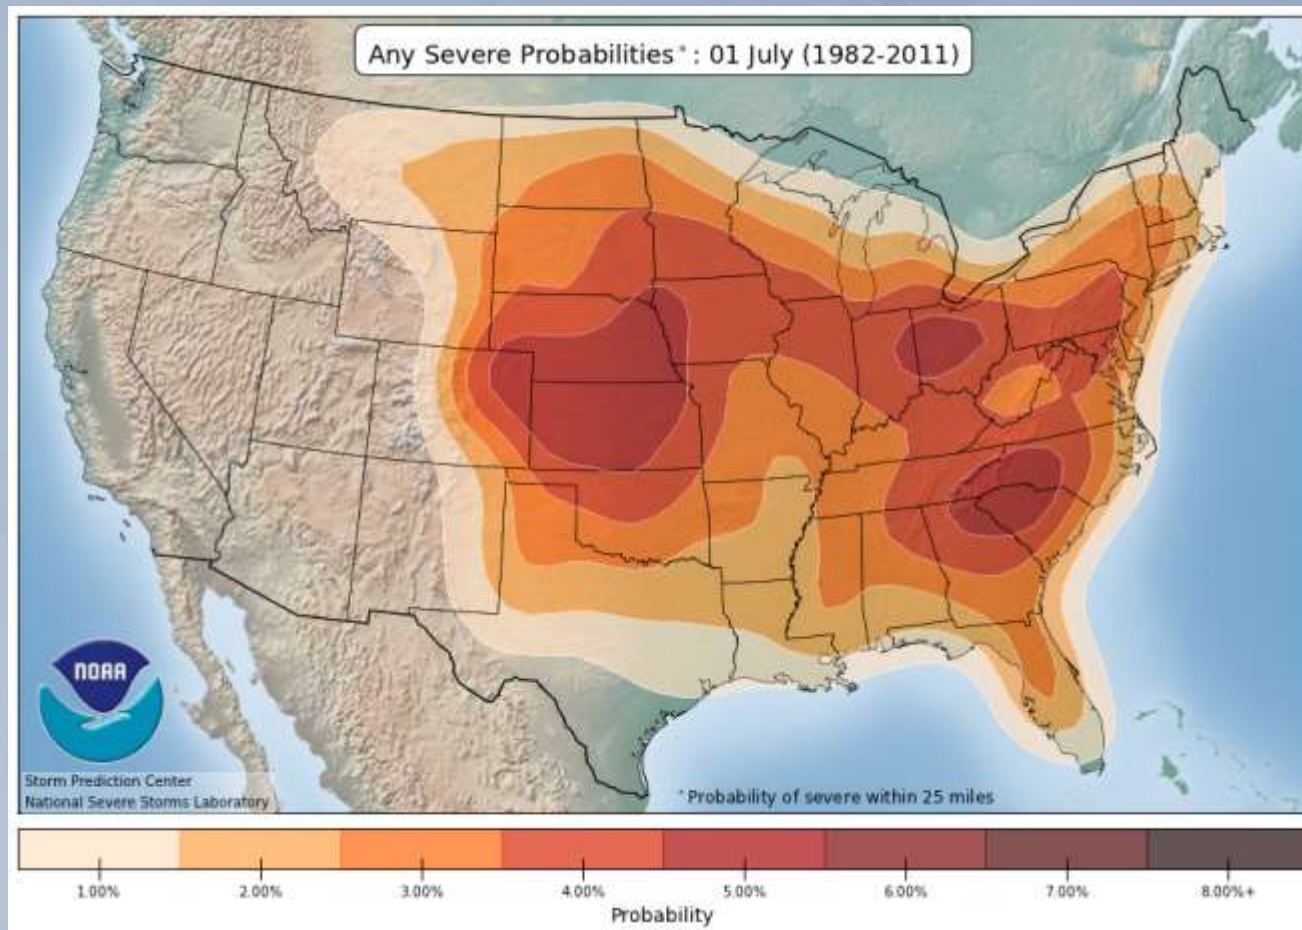 Any Severe Probabilities* : 01 July (1982-2011)
NOAA
Storm Prediction Center
National Severe Storms Laboratory
*Probability of severe within 25 miles
1.00% 2.00% 3.00% 4.00% 5.00% 6.00% 7.00% 8.00%+
Probability